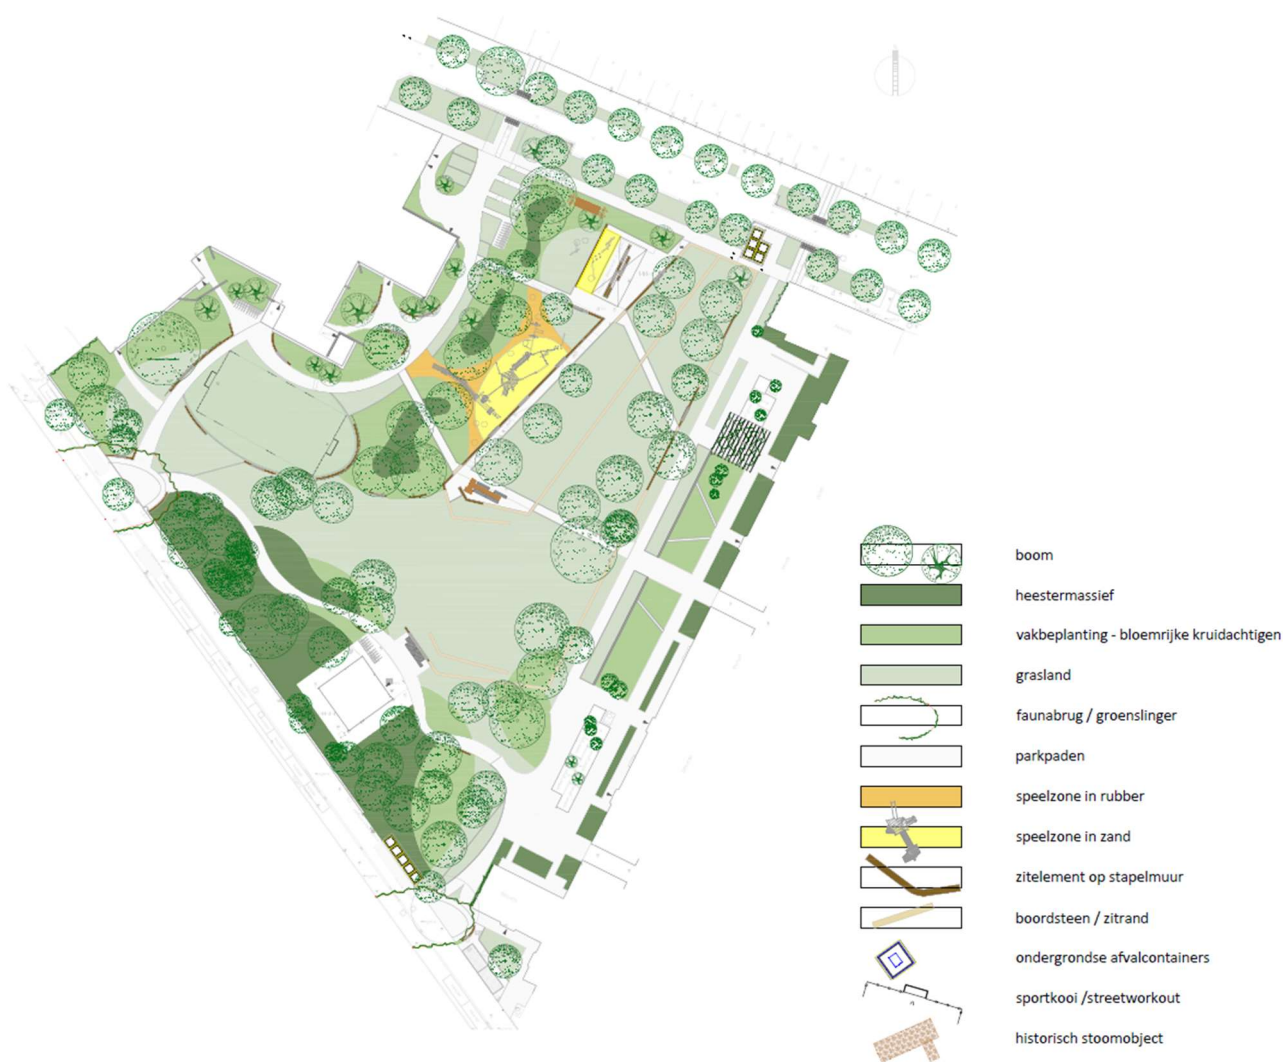 boom
heestermassief
vakbeplanting - bloemrijke kruidachtigen
grasland
faunabrug / groenslinger
parkpaden
speelzone in rubber
speelzone in zand
zitelement op stapelmuur
boordsteen / zitrand
ondergrondse afvalcontainers
sportkooi /streetworkout
historisch stoomobject